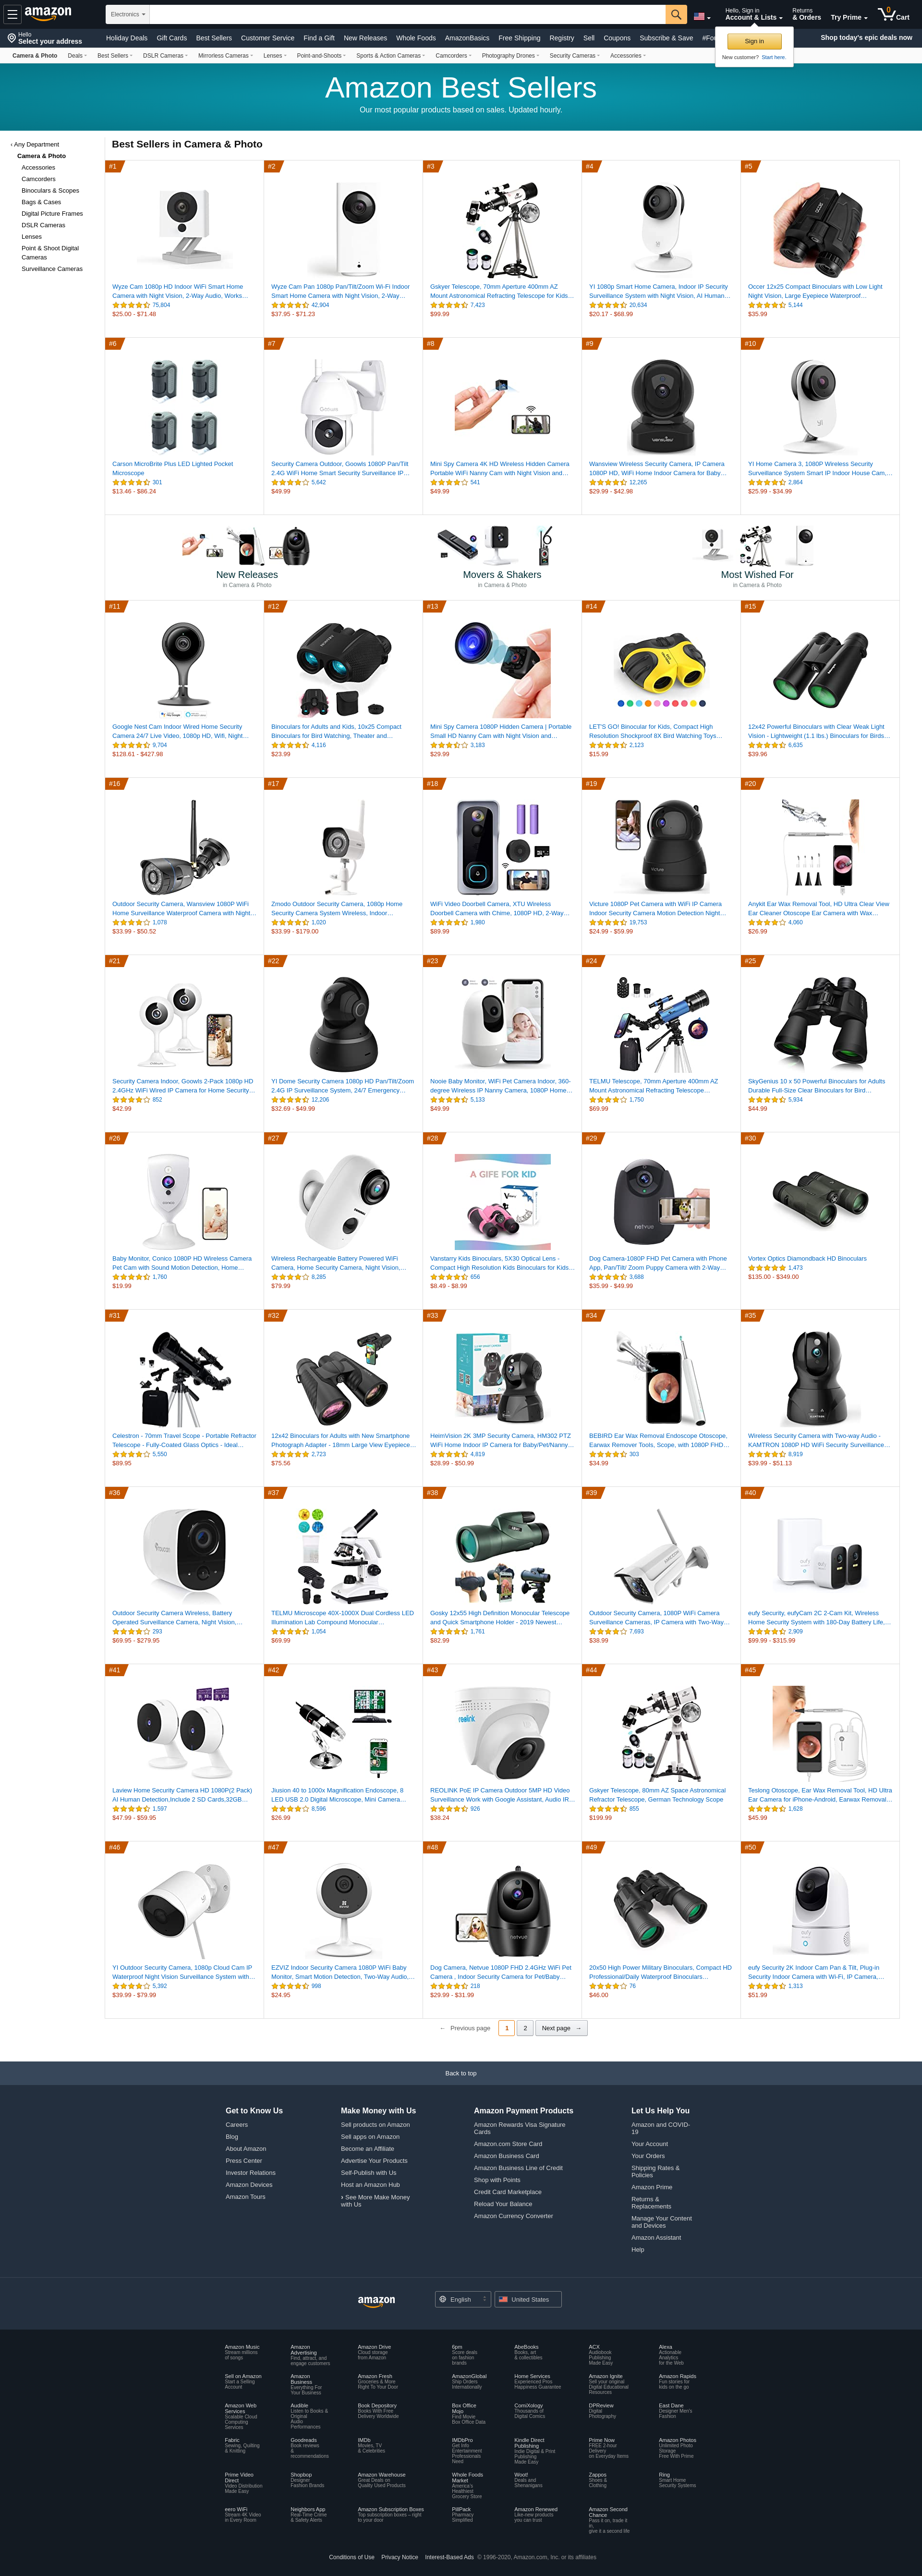 Electronics
amazon
Hello, Sign in
Account & Lists
Returns
& Orders
Try Prime
0
Cart
Hello
Select your address
Holiday Deals Gift Cards Best Sellers Customer Service Find a Gift New Releases Whole Foods AmazonBasics Free Shipping Registry Sell Coupons Subscribe & Save
Shop today's epic deals now
Sign in
New customer? Start here.
Camera & Photo Deals Best Sellers DSLR Cameras Mirrorless Cameras Lenses Point-and-Shoots Sports & Action Cameras Camcorders Photography Drones Security Cameras Accessories
Amazon Best Sellers
Our most popular products based on sales. Updated hourly.
‹ Any Department
Camera & Photo
Accessories
Camcorders
Binoculars & Scopes
Bags & Cases
Digital Picture Frames
DSLR Cameras
Lenses
Point & Shoot Digital
Cameras
Surveillance Cameras
Best Sellers in Camera & Photo
#1
Wyze Cam 1080p HD Indoor WiFi Smart Home
Camera with Night Vision, 2-Way Audio, Works…
75,804
$25.00 - $71.48
#2
Wyze Cam Pan 1080p Pan/Tilt/Zoom Wi-Fi Indoor
Smart Home Camera with Night Vision, 2-Way…
42,904
$37.95 - $71.23
#3
Gskyer Telescope, 70mm Aperture 400mm AZ
Mount Astronomical Refracting Telescope for Kids…
7,423
$99.99
#4
YI 1080p Smart Home Camera, Indoor IP Security
Surveillance System with Night Vision, AI Human…
20,634
$20.17 - $68.99
#5
Occer 12x25 Compact Binoculars with Low Light
Night Vision, Large Eyepiece Waterproof…
5,144
$35.99
#6
Carson MicroBrite Plus LED Lighted Pocket
Microscope
301
$13.46 - $86.24
#7
Security Camera Outdoor, Goowls 1080P Pan/Tilt
2.4G WiFi Home Smart Security Surveillance IP…
5,642
$49.99
#8
Mini Spy Camera 4K HD Wireless Hidden Camera
Portable WiFi Nanny Cam with Night Vision and…
541
$49.99
#9
Wansview Wireless Security Camera, IP Camera
1080P HD, WiFi Home Indoor Camera for Baby…
12,265
$29.99 - $42.98
#10
YI Home Camera 3, 1080P Wireless Security
Surveillance System Smart IP Indoor House Cam,…
2,864
$25.99 - $34.99
New Releases
in Camera & Photo
Movers & Shakers
in Camera & Photo
Most Wished For
in Camera & Photo
#11
Google Nest Cam Indoor Wired Home Security
Camera 24/7 Live Video, 1080p HD, Wifi, Night…
9,704
$128.61 - $427.98
#12
Binoculars for Adults and Kids, 10x25 Compact
Binoculars for Bird Watching, Theater and…
4,116
$23.99
#13
Mini Spy Camera 1080P Hidden Camera | Portable
Small HD Nanny Cam with Night Vision and…
3,183
$29.99
#14
LET'S GO! Binocular for Kids, Compact High
Resolution Shockproof 8X Binoculars Watching Toys…
2,123
$15.99
#15
12x42 Powerful Binoculars with Clear Weak Light
Vision - Lightweight (1.1 lbs.) Binoculars for Birds…
6,635
$39.96
#16
Outdoor Security Camera, Wansview 1080P WiFi
Home Surveillance Waterproof Camera with Night…
1,078
$33.99 - $50.52
#17
Zmodo Outdoor Security Camera, 1080p Home
Security Camera System Wireless, Indoor…
1,020
$33.99 - $179.00
#18
WiFi Video Doorbell Camera, XTU Wireless
Doorbell Camera with Chime, 1080P HD, 2-Way…
1,980
$89.99
#19
Victure 1080P Pet Camera with WiFi IP Camera
Indoor Security Camera Motion Detection Night…
19,753
$24.99 - $59.99
#20
Anykit Ear Wax Removal Tool, HD Ultra Clear View
Ear Cleaner Otoscope Ear Camera with Wax…
4,060
$26.99
#21
Security Camera Indoor, Goowls 2-Pack 1080p HD
2.4GHz WiFi Wired IP Camera for Home Security…
852
$42.99
#22
YI Dome Security Camera 1080p HD Pan/Tilt/Zoom
2.4G IP Surveillance System, 24/7 Emergency…
12,206
$32.69 - $49.99
#23
Nooie Baby Monitor, WiFi Pet Camera Indoor, 360-
degree Wireless IP Nanny Camera, 1080P Home…
5,133
$49.99
#24
TELMU Telescope, 70mm Aperture 400mm AZ
Mount Astronomical Refracting Telescope…
1,750
$69.99
#25
SkyGenius 10 x 50 Powerful Binoculars for Adults
Durable Full-Size Clear Binoculars for Bird…
5,934
$44.99
#26
Baby Monitor, Conico 1080P HD Wireless Camera
Pet Cam with Sound Motion Detection, Home…
1,760
$19.99
#27
Wireless Rechargeable Battery Powered WiFi
Camera, Home Security Camera, Night Vision,…
8,285
$79.99
#28
A GIFE FOR KID
Vanstarry Kids Binoculars, 5X30 Optical Lens -
Compact High Resolution Kids Binoculars for Kids…
656
$8.49 - $8.99
#29
netvue
Dog Camera-1080P FHD Pet Camera with Phone
App, Pan/Tilt/ Zoom Puppy Camera with 2-Way…
3,688
$35.99 - $49.99
#30
Vortex Optics Diamondback HD Binoculars
1,473
$135.00 - $349.00
#31
Celestron - 70mm Travel Scope - Portable Refractor
Telescope - Fully-Coated Glass Optics - Ideal…
5,550
$89.95
#32
12x42 Binoculars for Adults with New Smartphone
Photograph Adapter - 18mm Large View Eyepiece…
2,723
$75.56
#33
HeimVision 2K 3MP Security Camera, HM302 PTZ
WiFi Home Indoor IP Camera for Baby/Pet/Nanny…
4,819
$28.99 - $50.99
#34
BEBIRD Ear Wax Removal Endoscope Otoscope,
Earwax Remover Tools, Scope, with 1080P FHD…
303
$34.99
#35
Wireless Security Camera with Two-way Audio -
KAMTRON 1080P HD WiFi Security Surveillance…
8,919
$39.99 - $51.13
#36
Outdoor Security Camera Wireless, Battery
Operated Surveillance Camera, Night Vision,…
293
$69.95 - $279.95
#37
TELMU Microscope 40X-1000X Dual Cordless LED
Illumination Lab Compound Monocular…
1,054
$69.99
#38
Gosky 12x55 High Definition Monocular Telescope
and Quick Smartphone Holder - 2019 Newest…
1,761
$82.99
#39
Outdoor Security Camera, 1080P WiFi Camera
Surveillance Cameras, IP Camera with Two-Way…
7,693
$38.99
#40
eufy Security, eufyCam 2C 2-Cam Kit, Wireless
Home Security System with 180-Day Battery Life,…
2,909
$99.99 - $315.99
#41
Laview Home Security Camera HD 1080P(2 Pack)
AI Human Detection,Include 2 SD Cards,32GB…
1,597
$47.99 - $59.95
#42
Jiusion 40 to 1000x Magnification Endoscope, 8
LED USB 2.0 Digital Microscope, Mini Camera…
8,596
$26.99
#43
reolink
REOLINK PoE IP Camera Outdoor 5MP HD Video
Surveillance Work with Google Assistant, Audio IR…
926
$38.24
#44
Gskyer Telescope, 80mm AZ Space Astronomical
Refractor Telescope, German Technology Scope
855
$199.99
#45
Teslong Otoscope, Ear Wax Removal Tool, HD Ultra
Ear Camera for iPhone-Android, Earwax Removal…
1,628
$45.99
#46
YI Outdoor Security Camera, 1080p Cloud Cam IP
Waterproof Night Vision Surveillance System with…
5,392
$39.99 - $79.99
#47
EZVIZ Indoor Security Camera 1080P WiFi Baby
Monitor, Smart Motion Detection, Two-Way Audio,…
998
$24.95
#48
netvue
Dog Camera, Netvue 1080P FHD 2.4GHz WiFi Pet
Camera , Indoor Security Camera for Pet/Baby…
218
$29.99 - $31.99
#49
20x50 High Power Military Binoculars, Compact HD
Professional/Daily Waterproof Binoculars…
76
$46.00
#50
eufy Security 2K Indoor Cam Pan & Tilt, Plug-in
Security Indoor Camera with Wi-Fi, IP Camera,…
1,313
$51.99
← Previous page 1 2 Next page →
Back to top
Get to Know Us
Careers
Blog
About Amazon
Press Center
Investor Relations
Amazon Devices
Amazon Tours
Make Money with Us
Sell products on Amazon
Sell apps on Amazon
Become an Affiliate
Advertise Your Products
Self-Publish with Us
Host an Amazon Hub
› See More Make Money
with Us
Amazon Payment Products
Amazon Rewards Visa Signature
Cards
Amazon.com Store Card
Amazon Business Card
Amazon Business Line of Credit
Shop with Points
Credit Card Marketplace
Reload Your Balance
Amazon Currency Converter
Let Us Help You
Amazon and COVID-
19
Your Account
Your Orders
Shipping Rates &
Policies
Amazon Prime
Returns &
Replacements
Manage Your Content
and Devices
Amazon Assistant
Help
amazon
English
United States
Amazon Music
Stream millions
of songs
Amazon
Advertising
Find, attract, and
engage customers
Amazon Drive
Cloud storage
from Amazon
6pm
Score deals
on fashion
brands
AbeBooks
Books, art
& collectibles
ACX
Audiobook
Publishing
Made Easy
Alexa
Actionable
Analytics
for the Web
Sell on Amazon
Start a Selling
Account
Amazon
Business
Everything For
Your Business
Amazon Fresh
Groceries & More
Right To Your Door
AmazonGlobal
Ship Orders
Internationally
Home Services
Experienced Pros
Happiness Guarantee
Amazon Ignite
Sell your original
Digital Educational
Resources
Amazon Rapids
Fun stories for
kids on the go
Amazon Web
Services
Scalable Cloud
Computing
Services
Audible
Listen to Books &
Original
Audio
Performances
Book Depository
Books With Free
Delivery Worldwide
Box Office
Mojo
Find Movie
Box Office Data
ComiXology
Thousands of
Digital Comics
DPReview
Digital
Photography
East Dane
Designer Men's
Fashion
Fabric
Sewing, Quilting
& Knitting
Goodreads
Book reviews
&
recommendations
IMDb
Movies, TV
& Celebrities
IMDbPro
Get Info
Entertainment
Professionals
Need
Kindle Direct
Publishing
Indie Digital & Print
Publishing
Made Easy
Prime Now
FREE 2-hour
Delivery
on Everyday Items
Amazon Photos
Unlimited Photo
Storage
Free With Prime
Prime Video
Direct
Video Distribution
Made Easy
Shopbop
Designer
Fashion Brands
Amazon Warehouse
Great Deals on
Quality Used Products
Whole Foods
Market
America's
Healthiest
Grocery Store
Woot!
Deals and
Shenanigans
Zappos
Shoes &
Clothing
Ring
Smart Home
Security Systems
eero WiFi
Stream 4K Video
in Every Room
Neighbors App
Real-Time Crime
& Safety Alerts
Amazon Subscription Boxes
Top subscription boxes – right
to your door
PillPack
Pharmacy
Simplified
Amazon Renewed
Like-new products
you can trust
Amazon Second
Chance
Pass it on, trade it
in,
give it a second life
Conditions of Use Privacy Notice Interest-Based Ads © 1996-2020, Amazon.com, Inc. or its affiliates